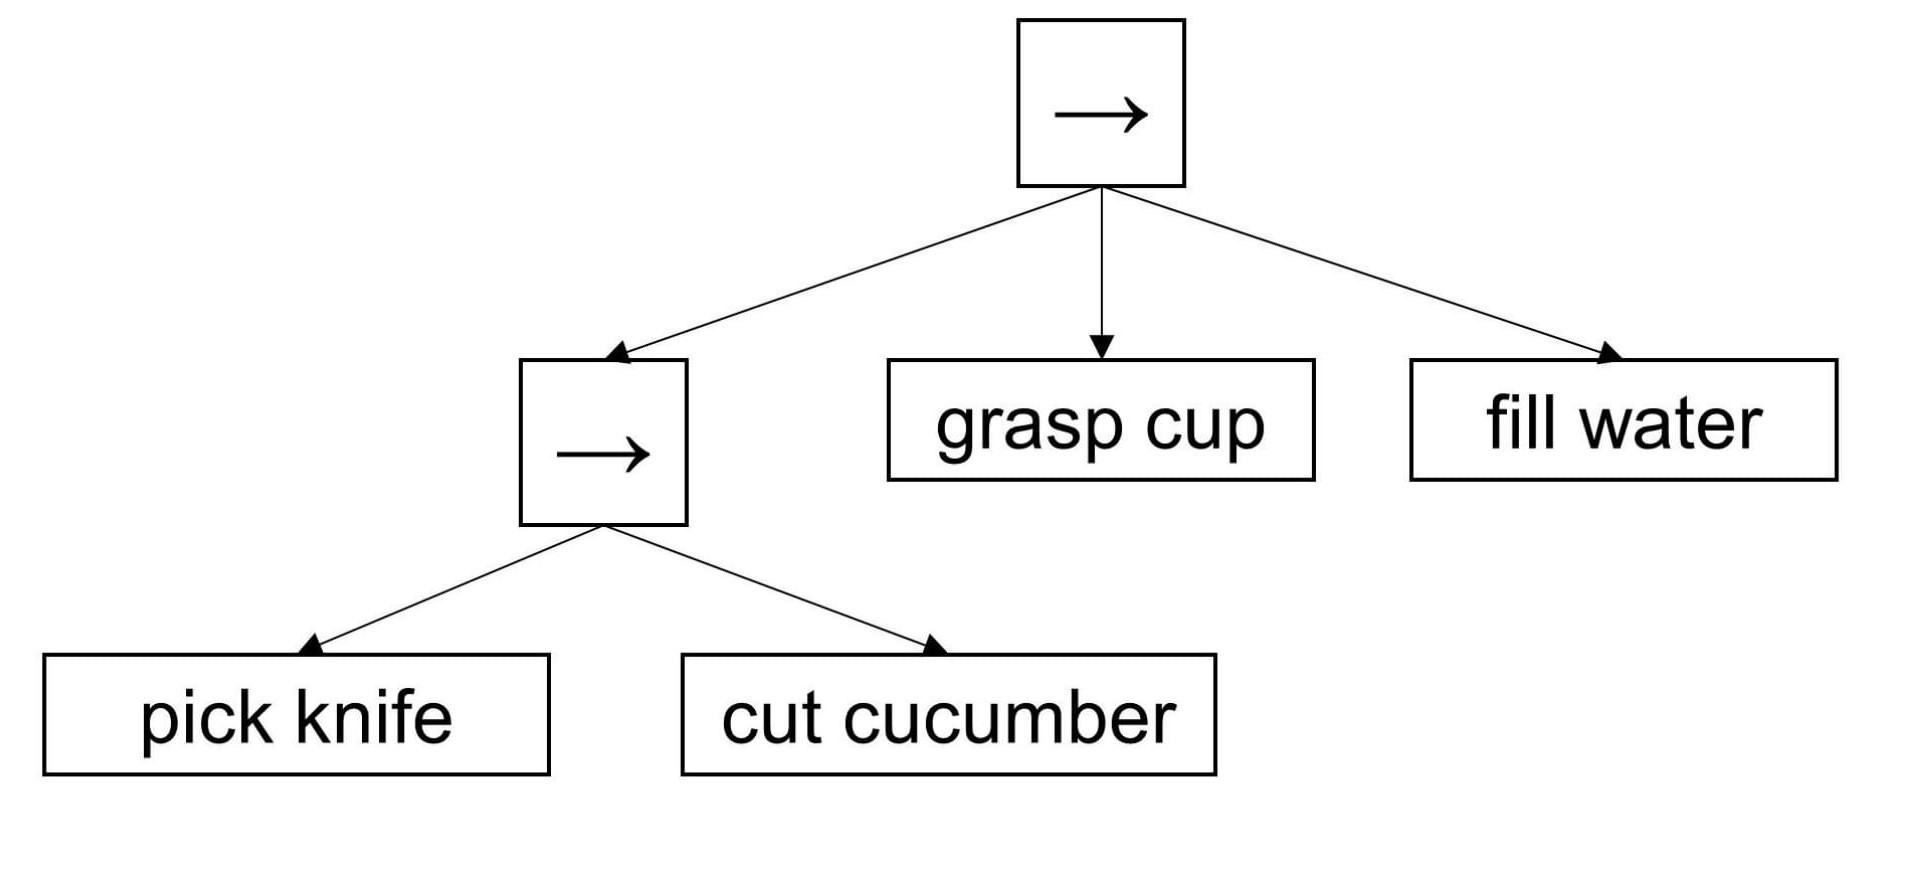 →
→
grasp cup
fill water
pick knife
cut cucumber